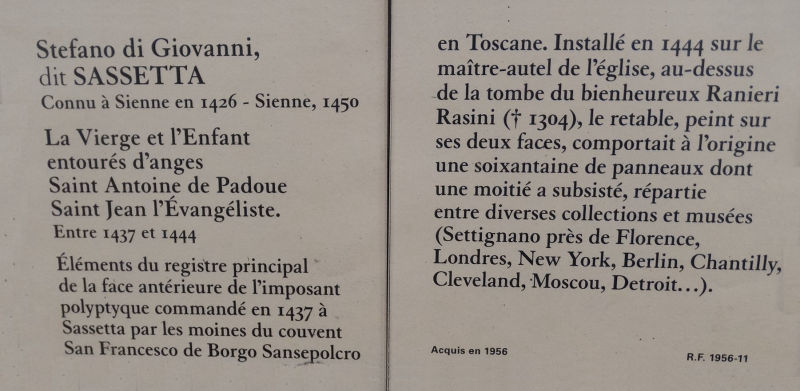 Stefano di Giovanni,
dit SASSETTA
Connu à Sienne en 1426 - Sienne, 1450
La Vierge et l'Enfant
entourés d'anges
Saint Antoine de Padoue
Saint Jean l'Évangéliste.
Entre 1437 et 1444
Éléments du registre principal
de la face antérieure de l'imposant
polyptyque commandé en 1437 à
Sassetta par les moines du couvent
San Francesco de Borgo Sansepolcro
en Toscane. Installé en 1444 sur le
maître-autel de l'église, au-dessus
de la tombe du bienheureux Ranieri
Rasini († 1304), le retable, peint sur
ses deux faces, comportait à l'origine
une soixantaine de panneaux dont
une moitié a subsisté, répartie
entre diverses collections et musées
(Settignano près de Florence,
Londres, New York, Berlin, Chantilly,
Cleveland, Moscou, Detroit...).
Acquis en 1956
R.F. 1956-11